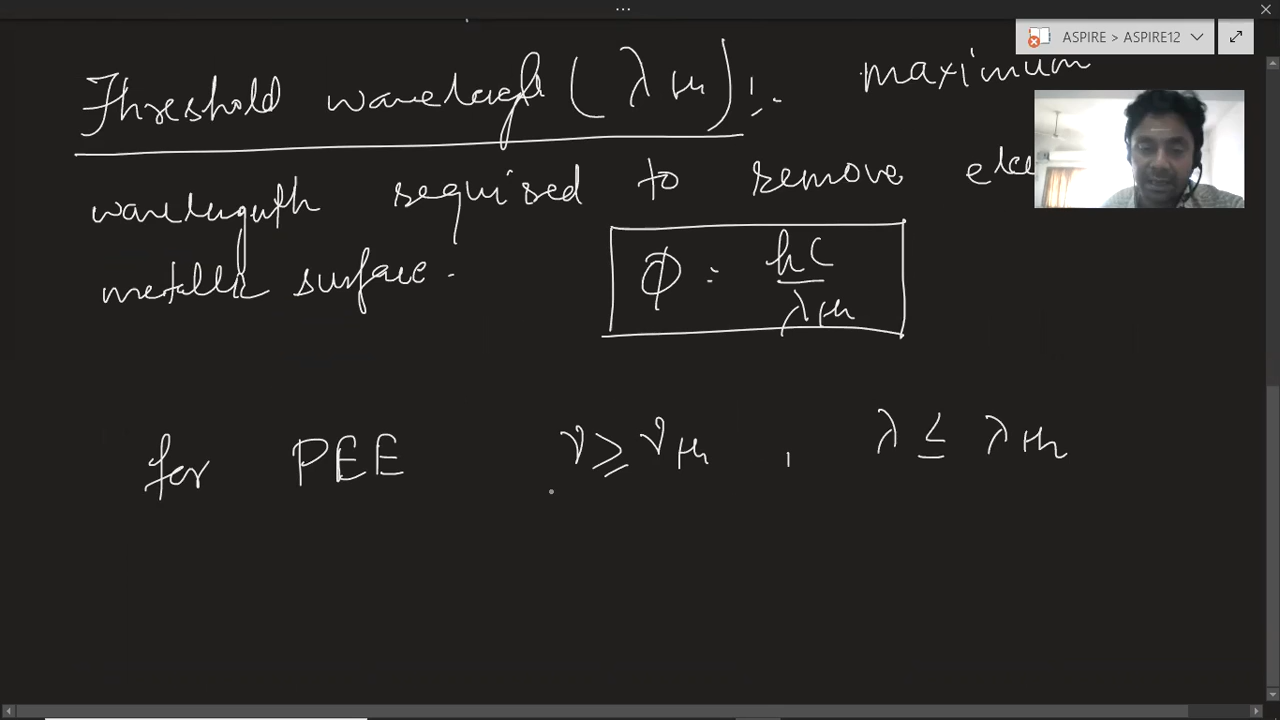 ASPIRE > ASPIRE12
Threshold wavelength (λth) :- maximum
wavelength required to remove elec
metallic surface.
Φ = hc / λth
for PEE ν ≥ νth , λ ≤ λth